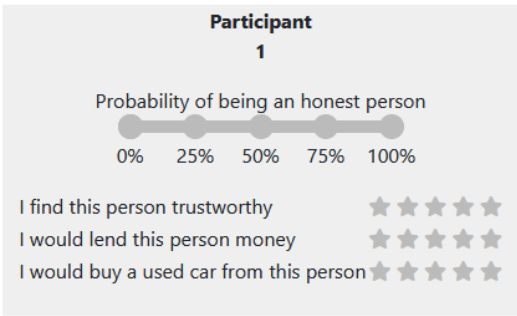 Participant
1
Probability of being an honest person
0% 25% 50% 75% 100%
I find this person trustworthy
I would lend this person money
I would buy a used car from this person